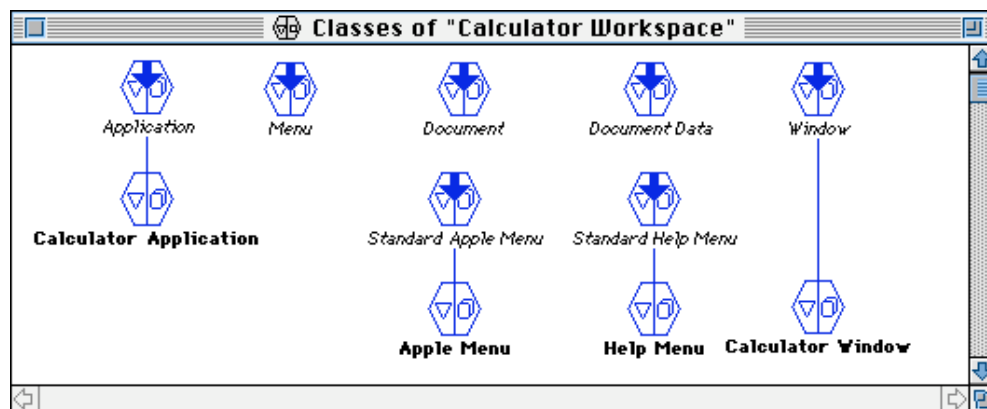 Classes of "Calculator Workspace"
Application Menu Document Document Data Window
Calculator Application Standard Apple Menu Standard Help Menu
Apple Menu Help Menu Calculator Window